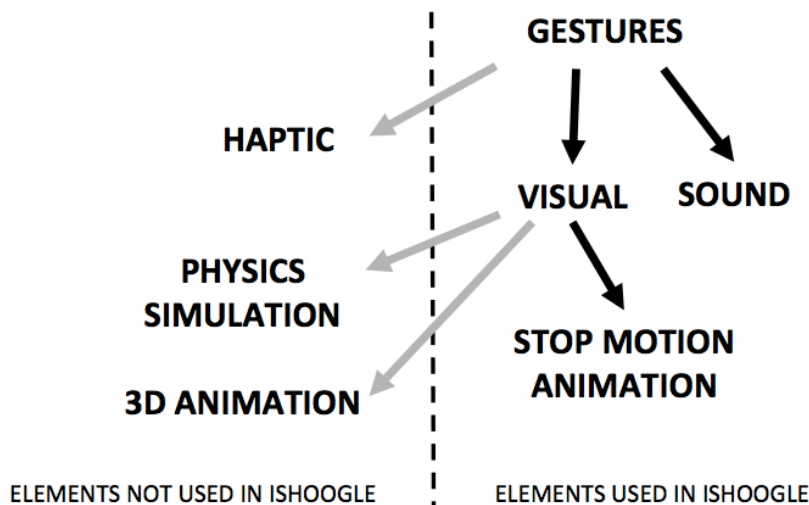 GESTURES
HAPTIC
VISUAL
SOUND
PHYSICS
SIMULATION
STOP MOTION
ANIMATION
3D ANIMATION
ELEMENTS NOT USED IN ISHOOGLE
ELEMENTS USED IN ISHOOGLE